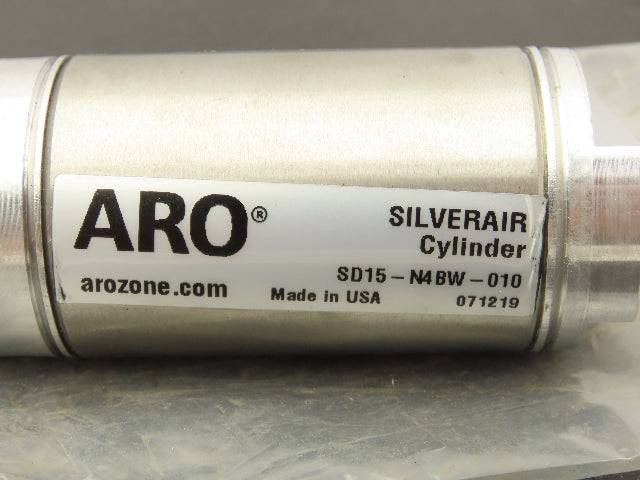 ARO®
arozone.com
SILVERAIR
Cylinder
SD15-N4BW-010
Made in USA 071219